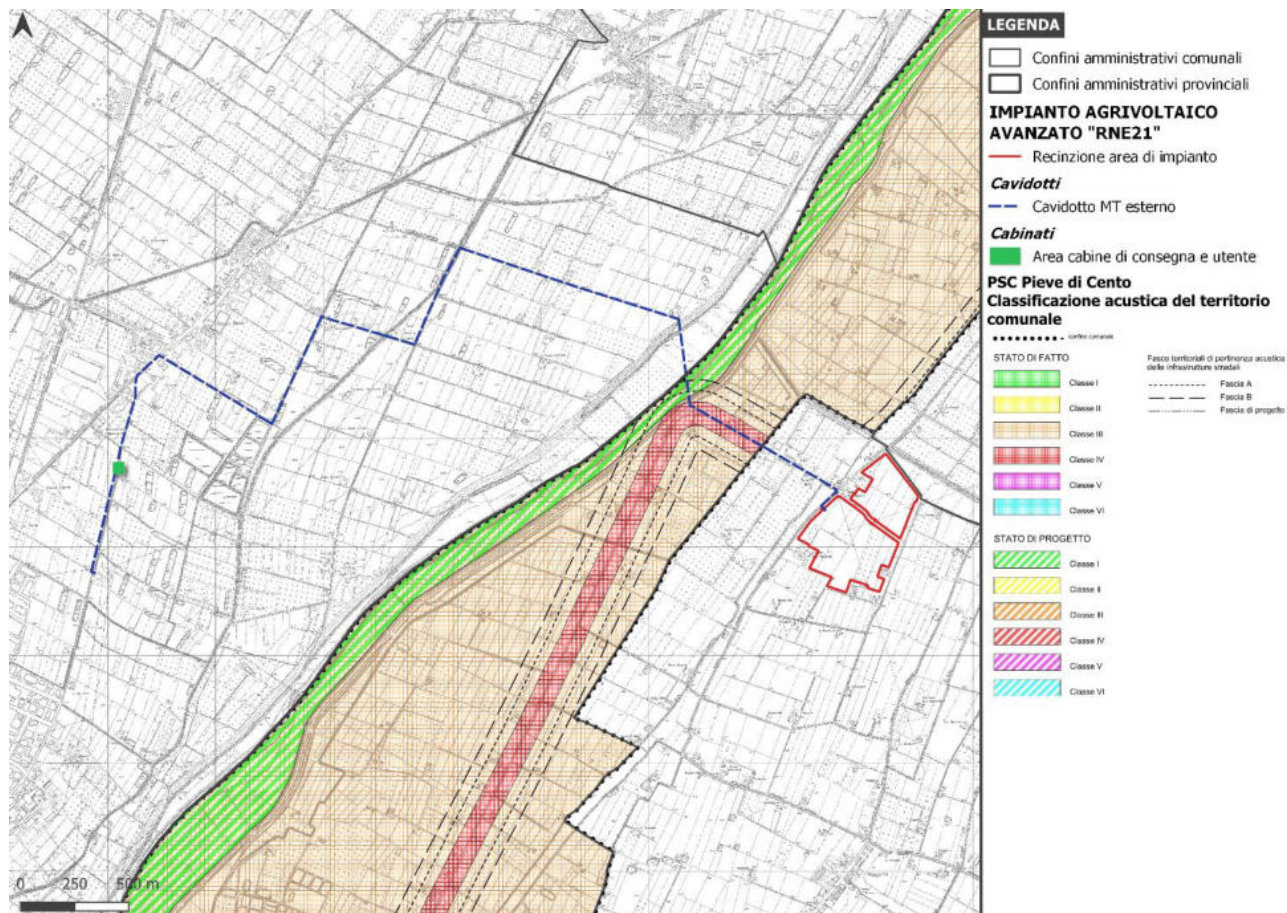 LEGENDA
Confini amministrativi comunali
Confini amministrativi provinciali
IMPIANTO AGRIVOLTAICO
AVANZATO "RNE21"
Recinzione area di impianto
Cavidotti
Cavidotto MT esterno
Cabinati
Area cabine di consegna e utente
PSC Pieve di Cento
Classificazione acustica del territorio
comunale
confine comunale
STATO DI FATTO
Classe I
Classe II
Classe III
Classe IV
Classe V
Classe VI
Fasce territoriali di pertinenza acustica
delle infrastrutture stradali
Fascia A
Fascia B
Fascia di progetto
STATO DI PROGETTO
Classe I
Classe II
Classe III
Classe IV
Classe V
Classe VI
0 250 500 m